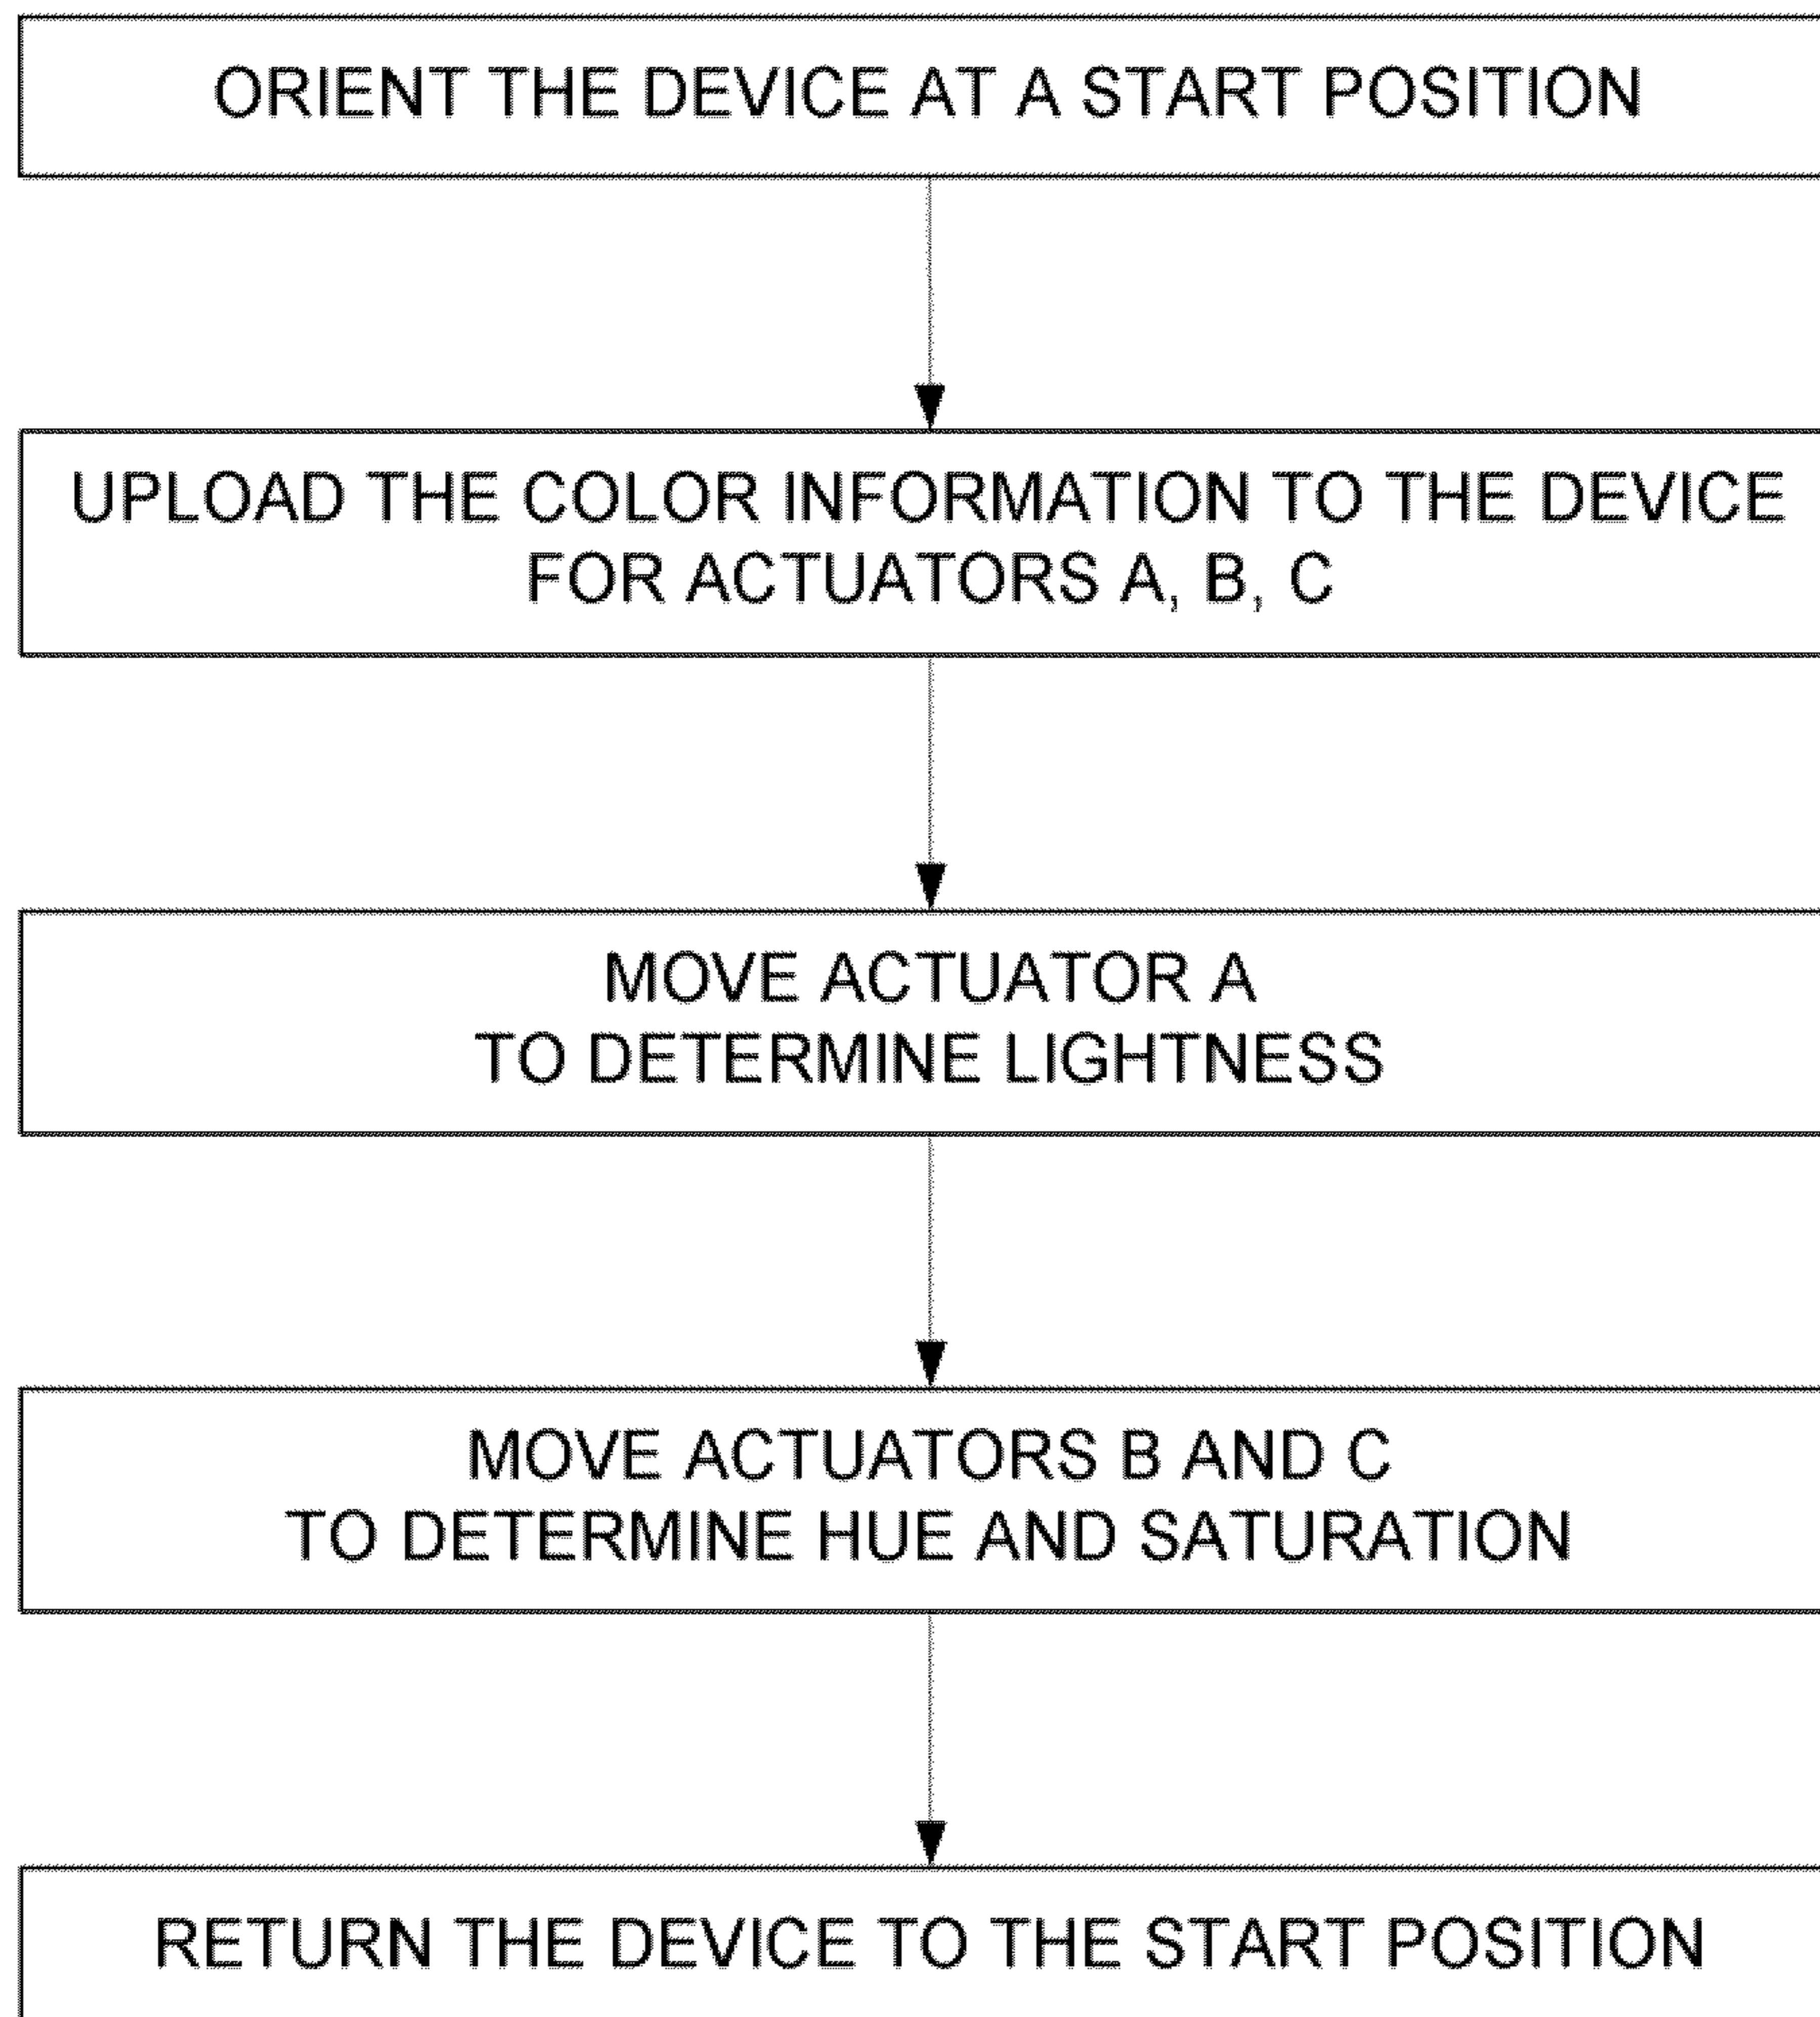 ORIENT THE DEVICE AT A START POSITION
UPLOAD THE COLOR INFORMATION TO THE DEVICE
FOR ACTUATORS A, B, C
MOVE ACTUATOR A
TO DETERMINE LIGHTNESS
MOVE ACTUATORS B AND C
TO DETERMINE HUE AND SATURATION
RETURN THE DEVICE TO THE START POSITION